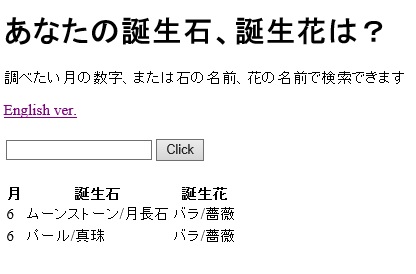 あなたの誕生石、誕生花は？
調べたい月の数字、または石の名前、花の名前で検索できます
English ver.
Click
月 誕生石 誕生花
6 ムーンストーン/月長石 バラ/薔薇
6 パール/真珠 バラ/薔薇